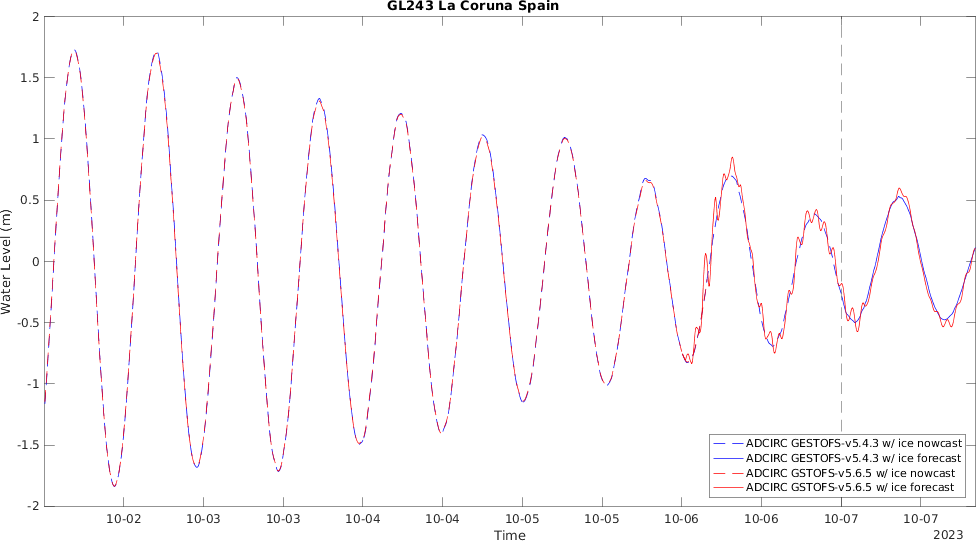 GL243 La Coruna Spain
2
1.5
1
0.5
0
-0.5
-1
-1.5
-2
Water Level (m)
ADCIRC GESTOFS-v5.4.3 w/ ice nowcast
ADCIRC GESTOFS-v5.4.3 w/ ice forecast
ADCIRC GSTOFS-v5.6.5 w/ ice nowcast
ADCIRC GSTOFS-v5.6.5 w/ ice forecast
10-02 10-03 10-03 10-04 10-04 10-05 10-05 10-06 10-06 10-07 10-07
Time
2023